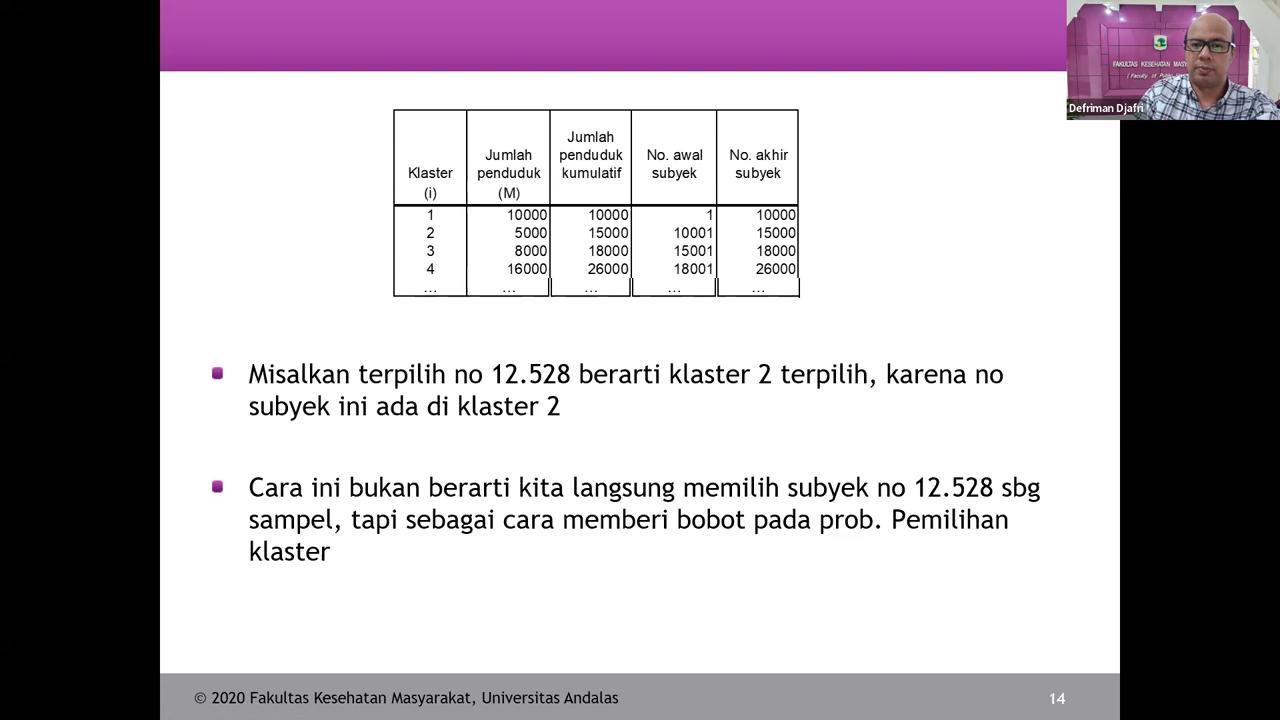 FAKULTAS KESEHATAN MASY
(Faculty of Public
Defriman Djafri
Klaster (i) Jumlah penduduk (M) Jumlah penduduk kumulatif No. awal subyek No. akhir subyek
1 10000 10000 1 10000
2 5000 15000 10001 15000
3 8000 18000 15001 18000
4 16000 26000 18001 26000
... ... ... ... ...
Misalkan terpilih no 12.528 berarti klaster 2 terpilih, karena no
subyek ini ada di klaster 2
Cara ini bukan berarti kita langsung memilih subyek no 12.528 sbg
sampel, tapi sebagai cara memberi bobot pada prob. Pemilihan
klaster
© 2020 Fakultas Kesehatan Masyarakat, Universitas Andalas
14